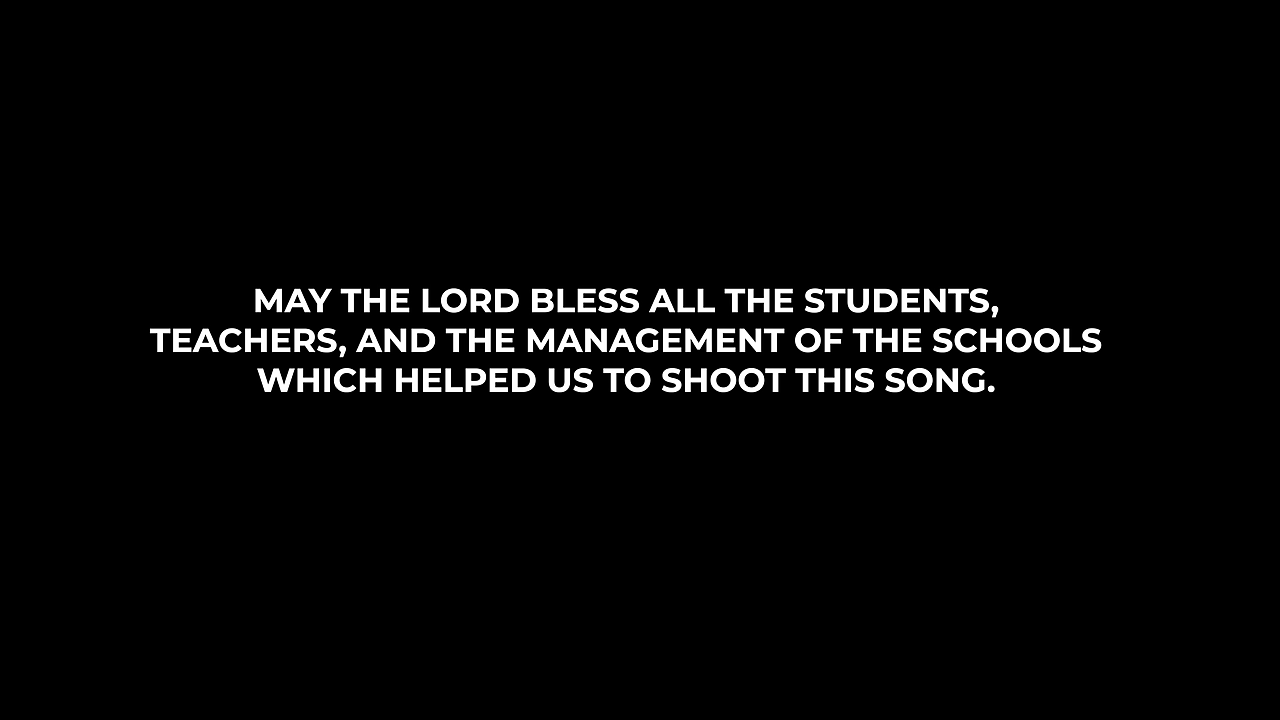 MAY THE LORD BLESS ALL THE STUDENTS,
TEACHERS, AND THE MANAGEMENT OF THE SCHOOLS
WHICH HELPED US TO SHOOT THIS SONG.